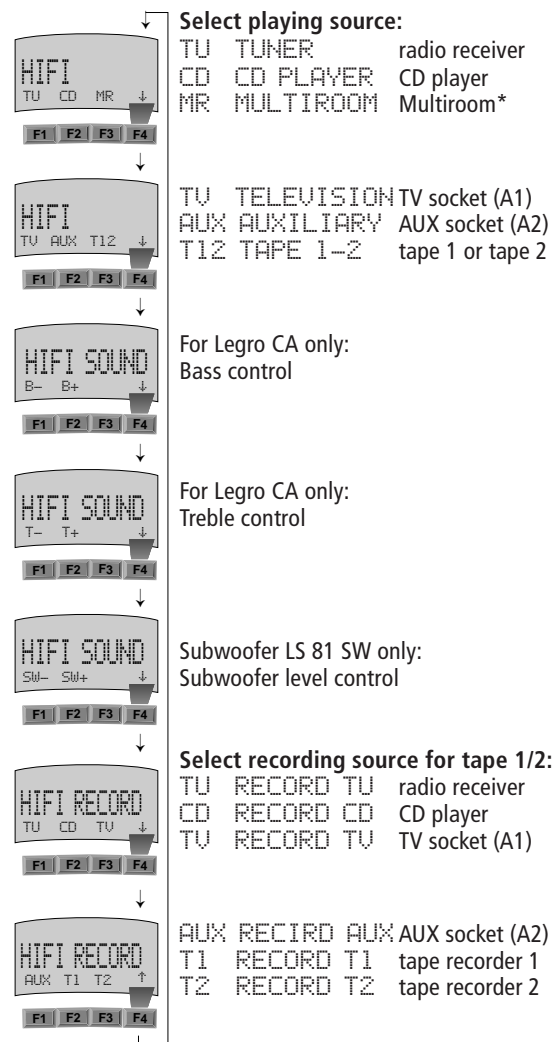 Select playing source:
HIFI
TU CD MR ↓
F1 F2 F3 F4
TU TUNER radio receiver
CD CD PLAYER CD player
MR MULTIROOM Multiroom*
↓
HIFI
TV AUX T12 ↓
F1 F2 F3 F4
TV TELEVISION TV socket (A1)
AUX AUXILIARY AUX socket (A2)
T12 TAPE 1-2 tape 1 or tape 2
↓
HIFI SOUND
B- B+ ↓
F1 F2 F3 F4
For Legro CA only:
Bass control
↓
HIFI SOUND
T- T+ ↓
F1 F2 F3 F4
For Legro CA only:
Treble control
↓
HIFI SOUND
SW- SW+ ↓
F1 F2 F3 F4
Subwoofer LS 81 SW only:
Subwoofer level control
↓
Select recording source for tape 1/2:
HIFI RECORD
TU CD TV ↓
F1 F2 F3 F4
TU RECORD TU radio receiver
CD RECORD CD CD player
TV RECORD TV TV socket (A1)
↓
HIFI RECORD
AUX T1 T2 ↑
F1 F2 F3 F4
AUX RECIRD AUX AUX socket (A2)
T1 RECORD T1 tape recorder 1
T2 RECORD T2 tape recorder 2